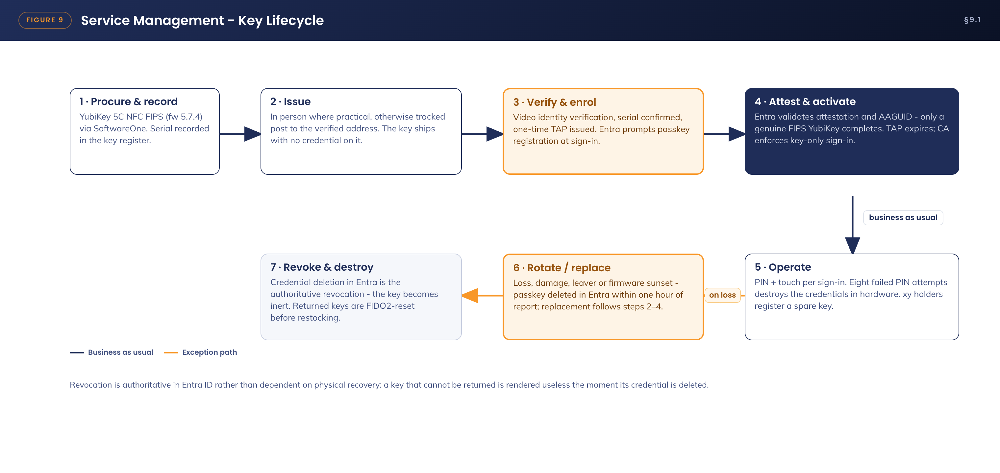 FIGURE 9
Service Management - Key Lifecycle
§9.1
1 · Procure & record
YubiKey 5C NFC FIPS (fw 5.7.4)
via SoftwareOne. Serial recorded
in the key register.
2 · Issue
In person where practical, otherwise tracked
post to the verified address. The key ships
with no credential on it.
3 · Verify & enrol
Video identity verification, serial confirmed,
one-time TAP issued. Entra prompts passkey
registration at sign-in.
4 · Attest & activate
Entra validates attestation and AAGUID - only a
genuine FIPS YubiKey completes. TAP expires; CA
enforces key-only sign-in.
business as usual
7 · Revoke & destroy
Credential deletion in Entra is the
authoritative revocation - the key becomes
inert. Returned keys are FIDO2-reset
before restocking.
6 · Rotate / replace
Loss, damage, leaver or firmware sunset -
passkey deleted in Entra within one hour of
report; replacement follows steps 2–4.
on loss
5 · Operate
PIN + touch per sign-in. Eight failed PIN attempts
destroys the credentials in hardware. xy holders
register a spare key.
Business as usual
Exception path
Revocation is authoritative in Entra ID rather than dependent on physical recovery: a key that cannot be returned is rendered useless the moment its credential is deleted.